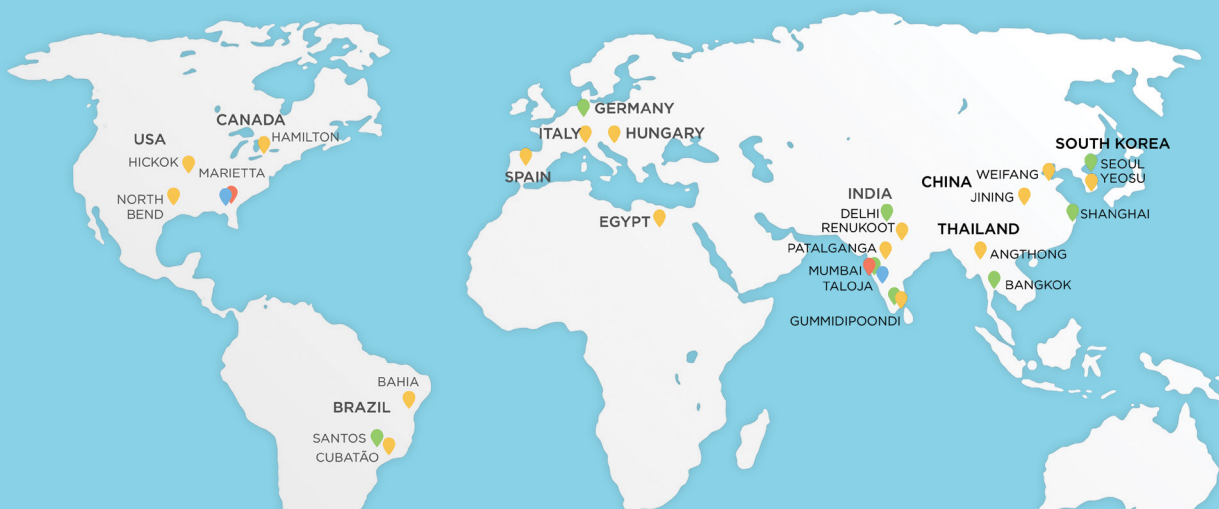 CANADA
HAMILTON
USA
HICKOK
MARIETTA
NORTH
BEND
BRAZIL
BAHIA
SANTOS
CUBATÃO
GERMANY
ITALY
HUNGARY
SPAIN
EGYPT
INDIA
DELHI
RENUKOOT
PATALGANGA
MUMBAI
TALOJA
GUMMIDIPOONDI
CHINA
WEIFANG
JINING
SHANGHAI
SOUTH KOREA
SEOUL
YEOSU
THAILAND
ANGTHONG
BANGKOK